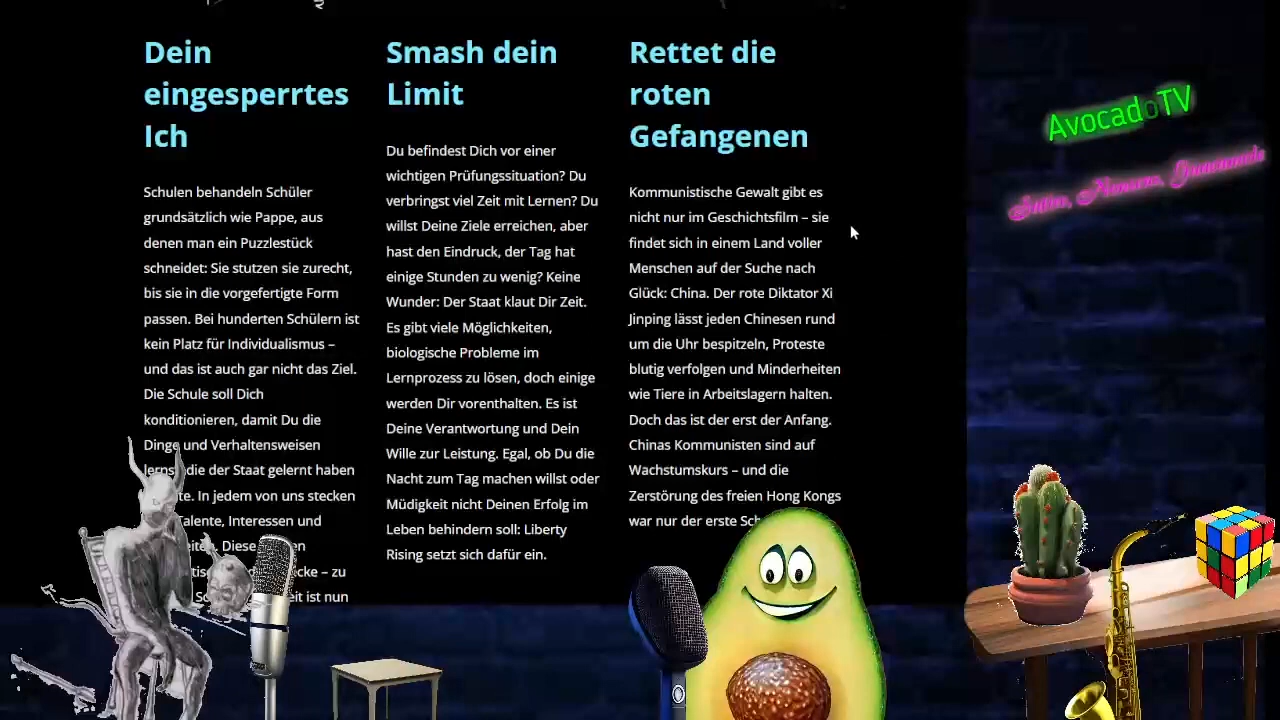 Dein
eingesperrtes
Ich
Schulen behandeln Schüler
grundsätzlich wie Pappe, aus
denen man ein Puzzlestück
schneidet: Sie stutzen sie zurecht,
bis sie in die vorgefertigte Form
passen. Bei hunderten Schülern ist
kein Platz für Individualismus –
und das ist auch gar nicht das Ziel.
Die Schule soll Dich
konditionieren, damit Du die
Dinge und Verhaltensweisen
lernst, die der Staat gelernt haben
In jedem von uns stecken
Talente, Interessen und
Diese
– zu
ist nun
Smash dein
Limit
Du befindest Dich vor einer
wichtigen Prüfungssituation? Du
verbringst viel Zeit mit Lernen? Du
willst Deine Ziele erreichen, aber
hast den Eindruck, der Tag hat
einige Stunden zu wenig? Keine
Wunder: Der Staat klaut Dir Zeit.
Es gibt viele Möglichkeiten,
biologische Probleme im
Lernprozess zu lösen, doch einige
werden Dir vorenthalten. Es ist
Deine Verantwortung und Dein
Wille zur Leistung. Egal, ob Du die
Nacht zum Tag machen willst oder
Müdigkeit nicht Deinen Erfolg im
Leben behindern soll: Liberty
Rising setzt sich dafür ein.
Rettet die
roten
Gefangenen
Kommunistische Gewalt gibt es
nicht nur im Geschichtsfilm – sie
findet sich in einem Land voller
Menschen auf der Suche nach
Glück: China. Der rote Diktator Xi
Jinping lässt jeden Chinesen rund
um die Uhr bespitzeln, Proteste
blutig verfolgen und Minderheiten
wie Tiere in Arbeitslagern halten.
Doch das ist der erst der Anfang.
Chinas Kommunisten sind auf
Wachstumskurs – und die
Zerstörung des freien Hong Kongs
war nur der erste
AvocadoTV